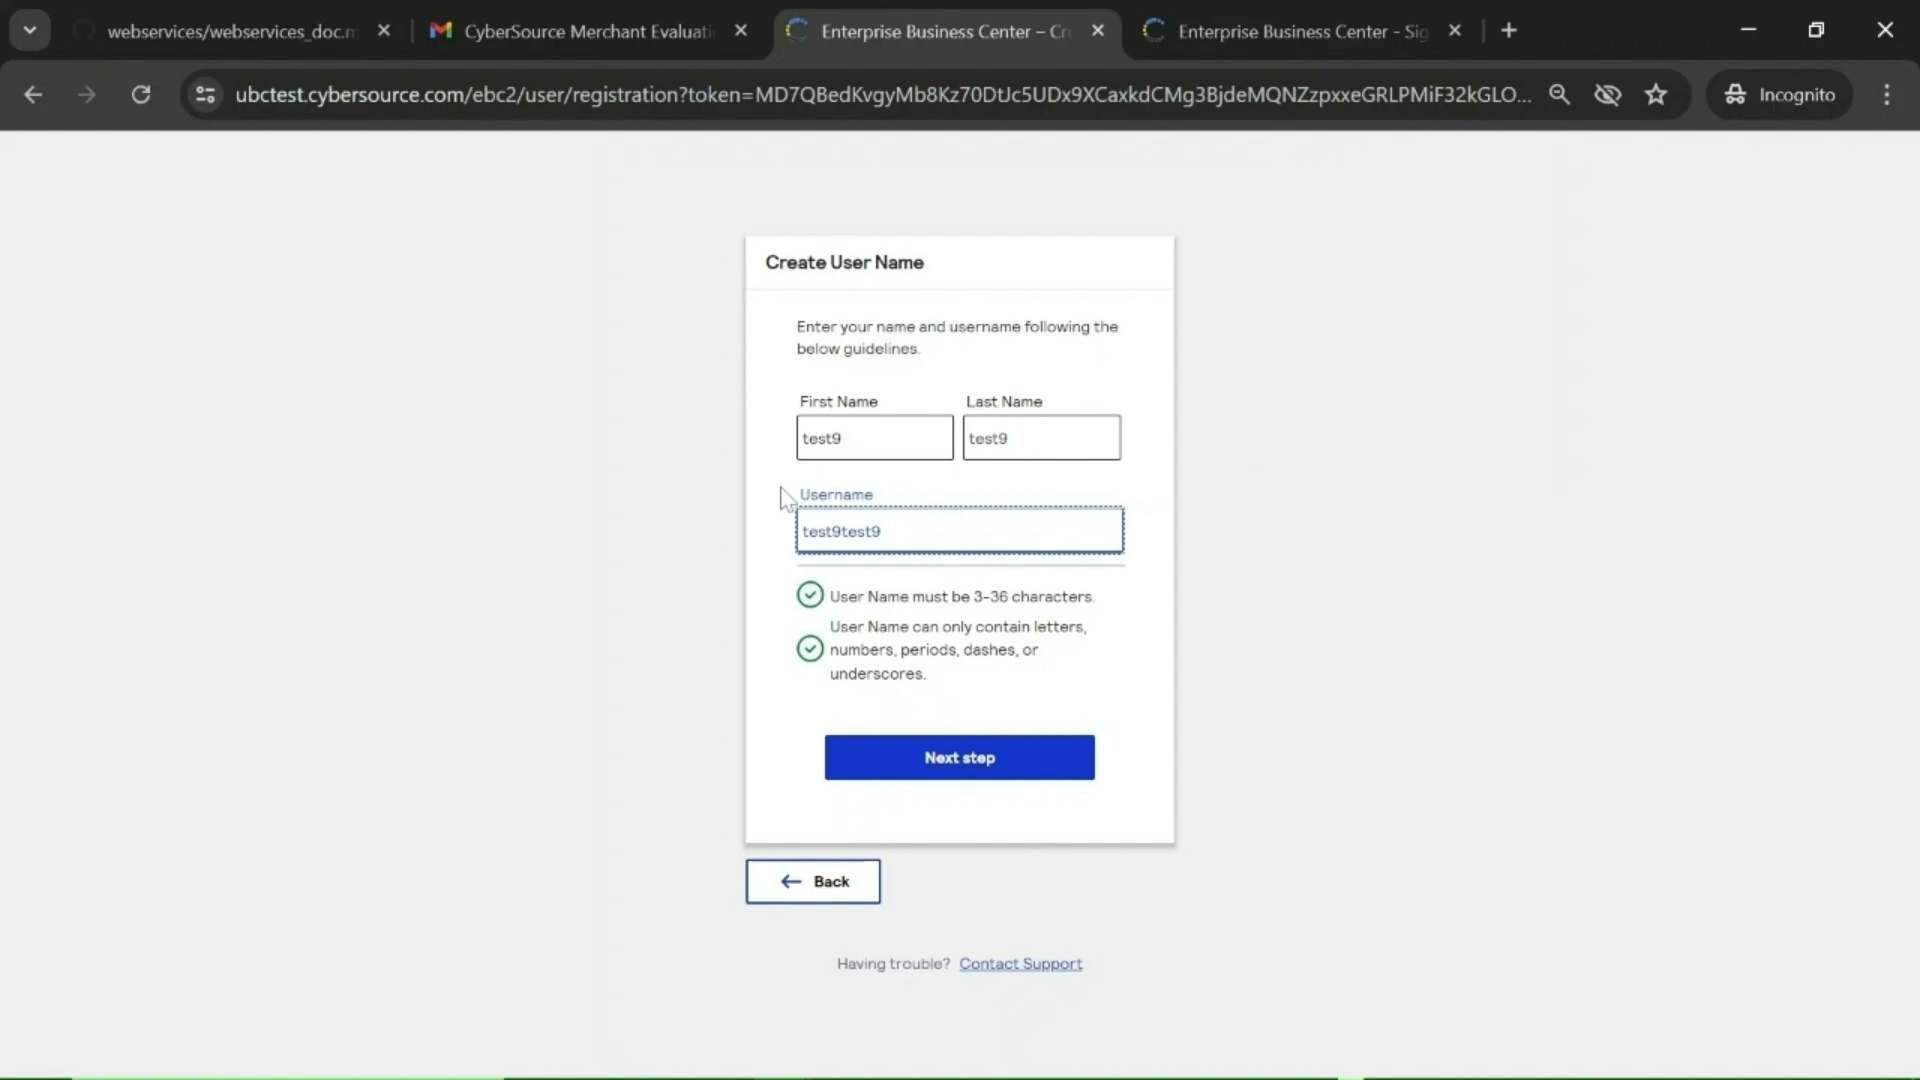 webservices/webservices_doc.m
CyberSource Merchant Evaluati
Enterprise Business Center – Cr
Enterprise Business Center - Sig
ubctest.cybersource.com/ebc2/user/registration?token=MD7QBedKvgyMb8Kz70DtJc5UDx9XCaxkdCMg3BjdeMQNZzpxxeGRLPMiF32kGLO...
Incognito
Create User Name
Enter your name and username following the
below guidelines.
First Name
Last Name
test9
test9
Username
test9test9
User Name must be 3-36 characters.
User Name can only contain letters,
numbers, periods, dashes, or
underscores.
Next step
Back
Having trouble? Contact Support